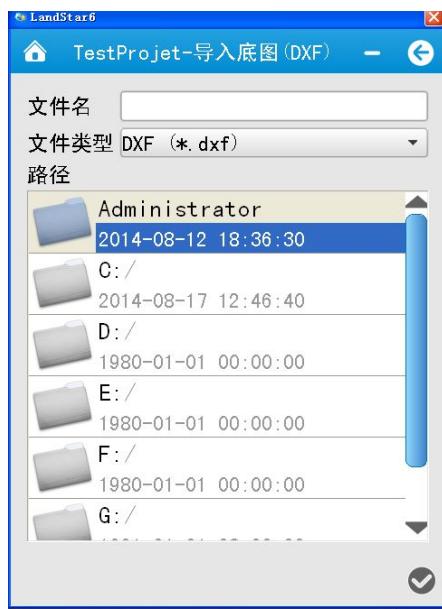 LandStar6
TestProjet-导入底图(DXF)
文件名
文件类型 DXF (*.dxf)
路径
Administrator
2014-08-12 18:36:30
C:/
2014-08-17 12:46:40
D:/
1980-01-01 00:00:00
E:/
1980-01-01 00:00:00
F:/
1980-01-01 00:00:00
G:/